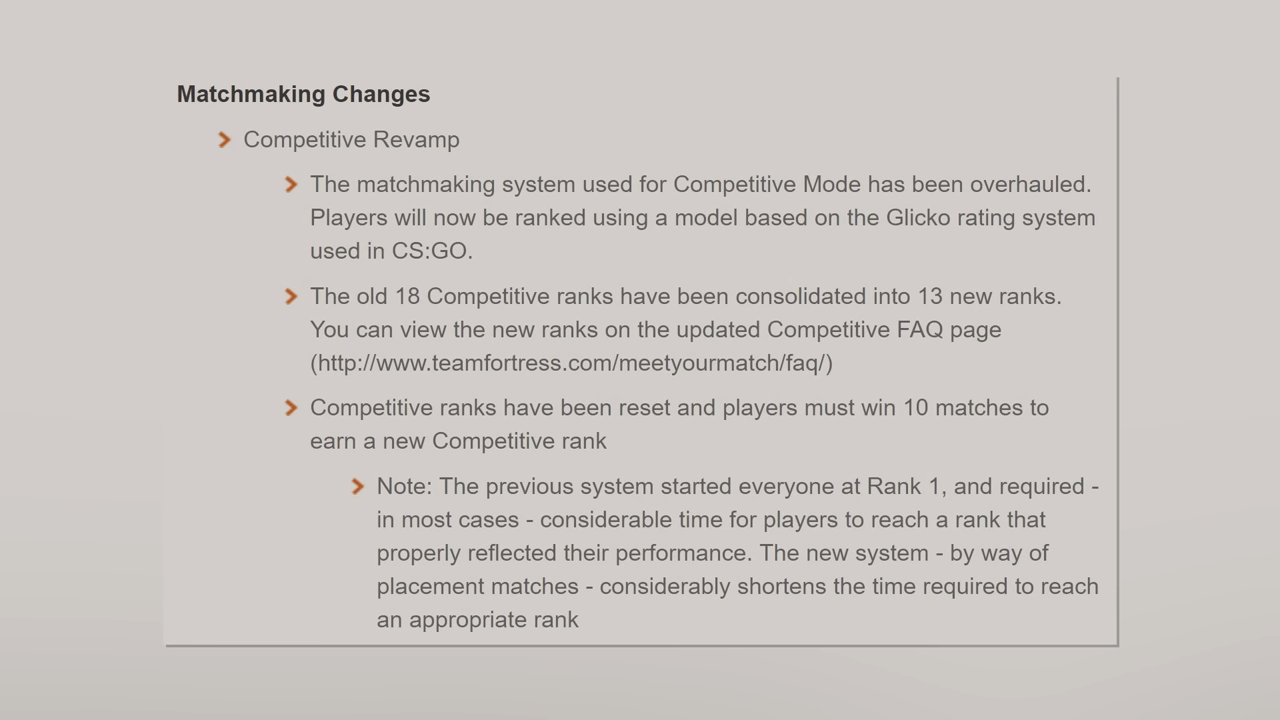 Matchmaking Changes
Competitive Revamp
The matchmaking system used for Competitive Mode has been overhauled.
Players will now be ranked using a model based on the Glicko rating system
used in CS:GO.
The old 18 Competitive ranks have been consolidated into 13 new ranks.
You can view the new ranks on the updated Competitive FAQ page
(http://www.teamfortress.com/meetyourmatch/faq/)
Competitive ranks have been reset and players must win 10 matches to
earn a new Competitive rank
Note: The previous system started everyone at Rank 1, and required -
in most cases - considerable time for players to reach a rank that
properly reflected their performance. The new system - by way of
placement matches - considerably shortens the time required to reach
an appropriate rank